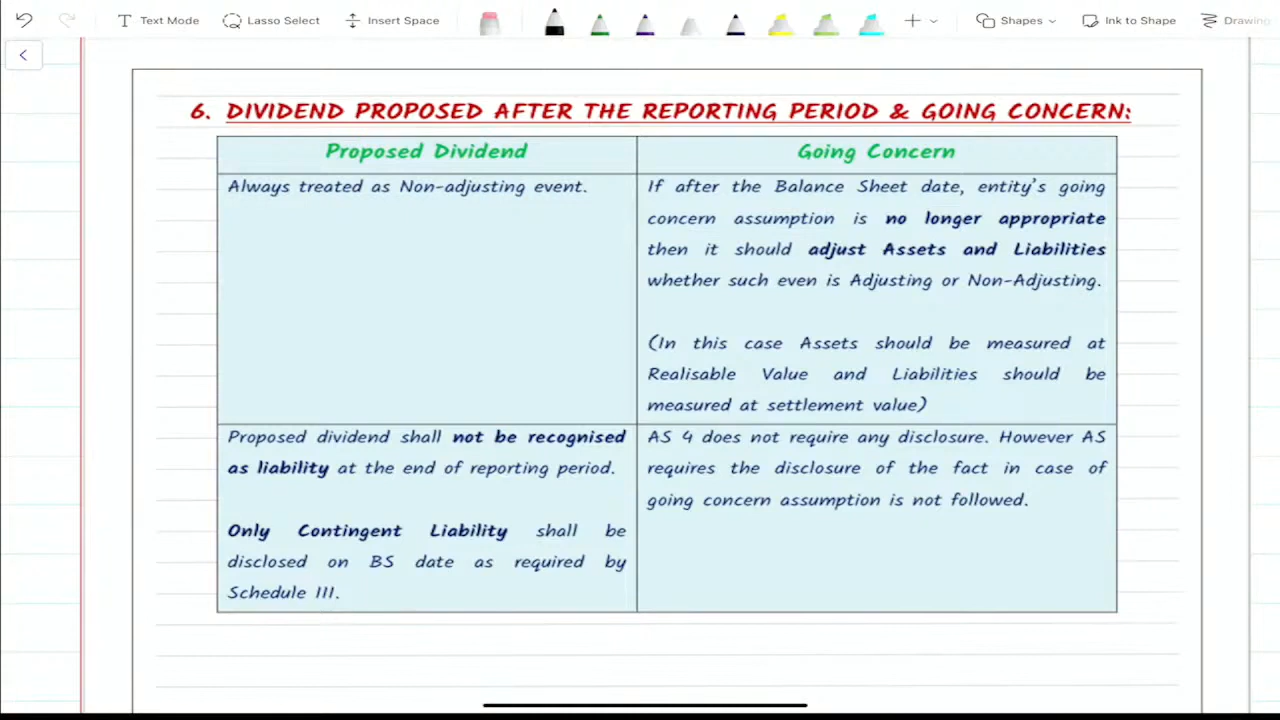 Text Mode
Lasso Select
Insert Space
Shapes
Ink to Shape
Drawing
6. DIVIDEND PROPOSED AFTER THE REPORTING PERIOD & GOING CONCERN:
Proposed Dividend
Always treated as Non-adjusting event.
Going Concern
If after the Balance Sheet date, entity's going
concern assumption is no longer appropriate
then it should adjust Assets and Liabilities
whether such even is Adjusting or Non-Adjusting.
(In this case Assets should be measured at
Realisable Value and Liabilities should be
measured at settlement value)
Proposed dividend shall not be recognised
as liability at the end of reporting period.
Only Contingent Liability shall be
disclosed on BS date as required by
Schedule III.
AS 4 does not require any disclosure. However AS
requires the disclosure of the fact in case of
going concern assumption is not followed.